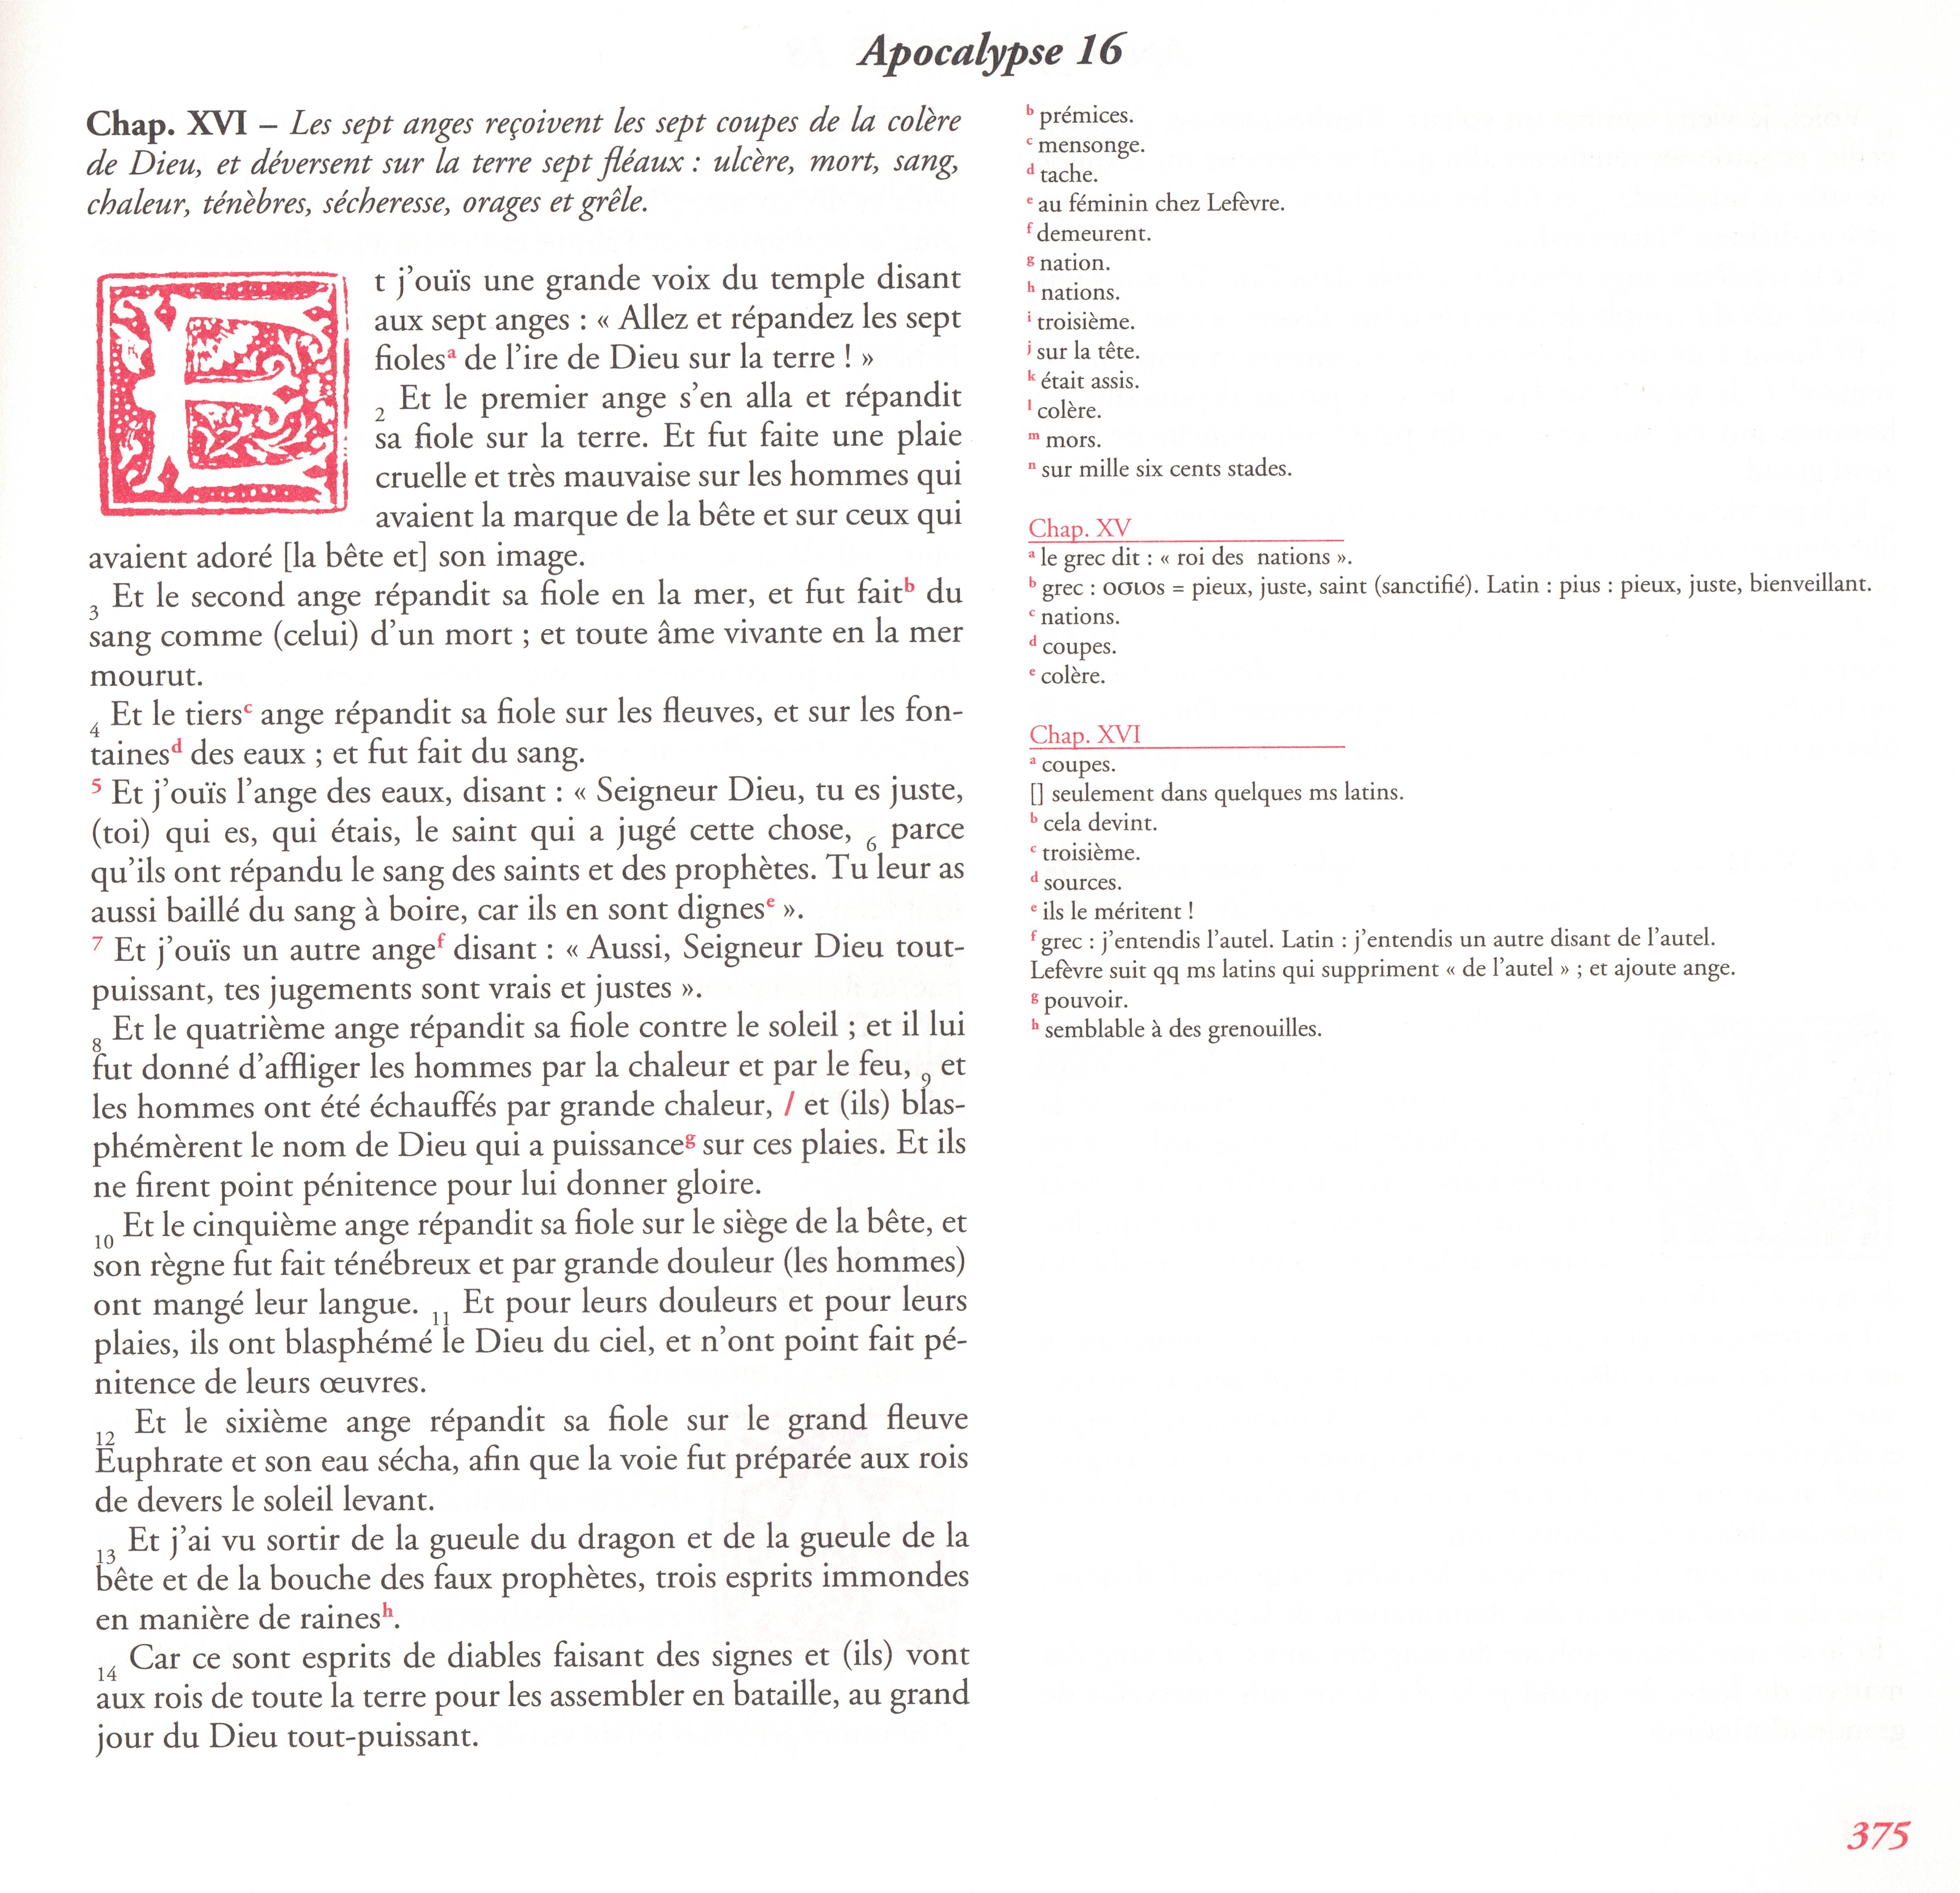 Apocalypse 16
Chap. XVI – Les sept anges reçoivent les sept coupes de la colère
de Dieu, et déversent sur la terre sept fléaux : ulcère, mort, sang,
chaleur, ténèbres, sécheresse, orages et grêle.
Et j'ouïs une grande voix du temple disant
aux sept anges : « Allez et répandez les sept
fioles a de l'ire de Dieu sur la terre ! »
2 Et le premier ange s'en alla et répandit
sa fiole sur la terre. Et fut faite une plaie
cruelle et très mauvaise sur les hommes qui
avaient la marque de la bête et sur ceux qui
avaient adoré [la bête et] son image.
3 Et le second ange répandit sa fiole en la mer, et fut fait b du
sang comme (celui) d'un mort ; et toute âme vivante en la mer
mourut.
4 Et le tiers c ange répandit sa fiole sur les fleuves, et sur les fon-
taines d des eaux ; et fut fait du sang.
5 Et j'ouïs l'ange des eaux, disant : « Seigneur Dieu, tu es juste,
(toi) qui es, qui étais, le saint qui a jugé cette chose, 6 parce
qu'ils ont répandu le sang des saints et des prophètes. Tu leur as
aussi baillé du sang à boire, car ils en sont dignes e ».
7 Et j'ouïs un autre ange f disant : « Aussi, Seigneur Dieu tout-
puissant, tes jugements sont vrais et justes ».
8 Et le quatrième ange répandit sa fiole contre le soleil ; et il lui
fut donné d'affliger les hommes par la chaleur et par le feu, 9 et
les hommes ont été échauffés par grande chaleur, / et (ils) blas-
phémèrent le nom de Dieu qui a puissance g sur ces plaies. Et ils
ne firent point pénitence pour lui donner gloire.
10 Et le cinquième ange répandit sa fiole sur le siège de la bête, et
son règne fut fait ténébreux et par grande douleur (les hommes)
ont mangé leur langue. 11 Et pour leurs douleurs et pour leurs
plaies, ils ont blasphémé le Dieu du ciel, et n'ont point fait pé-
nitence de leurs œuvres.
12 Et le sixième ange répandit sa fiole sur le grand fleuve
Euphrate et son eau sécha, afin que la voie fut préparée aux rois
de devers le soleil levant.
13 Et j'ai vu sortir de la gueule du dragon et de la gueule de la
bête et de la bouche des faux prophètes, trois esprits immondes
en manière de raines h.
14 Car ce sont esprits de diables faisant des signes et (ils) vont
aux rois de toute la terre pour les assembler en bataille, au grand
jour du Dieu tout-puissant.
b prémices.
c mensonge.
d tache.
e au féminin chez Lefèvre.
f demeurent.
g nation.
h nations.
i troisième.
j sur la tête.
k était assis.
l colère.
m mors.
n sur mille six cents stades.
Chap. XV
a le grec dit : « roi des nations ».
b grec : οσιος = pieux, juste, saint (sanctifié). Latin : pius : pieux, juste, bienveillant.
c nations.
d coupes.
e colère.
Chap. XVI
a coupes.
[] seulement dans quelques ms latins.
b cela devint.
c troisième.
d sources.
e ils le méritent !
f grec : j'entendis l'autel. Latin : j'entendis un autre disant de l'autel.
Lefèvre suit qq ms latins qui suppriment « de l'autel » ; et ajoute ange.
g pouvoir.
h semblable à des grenouilles.
375